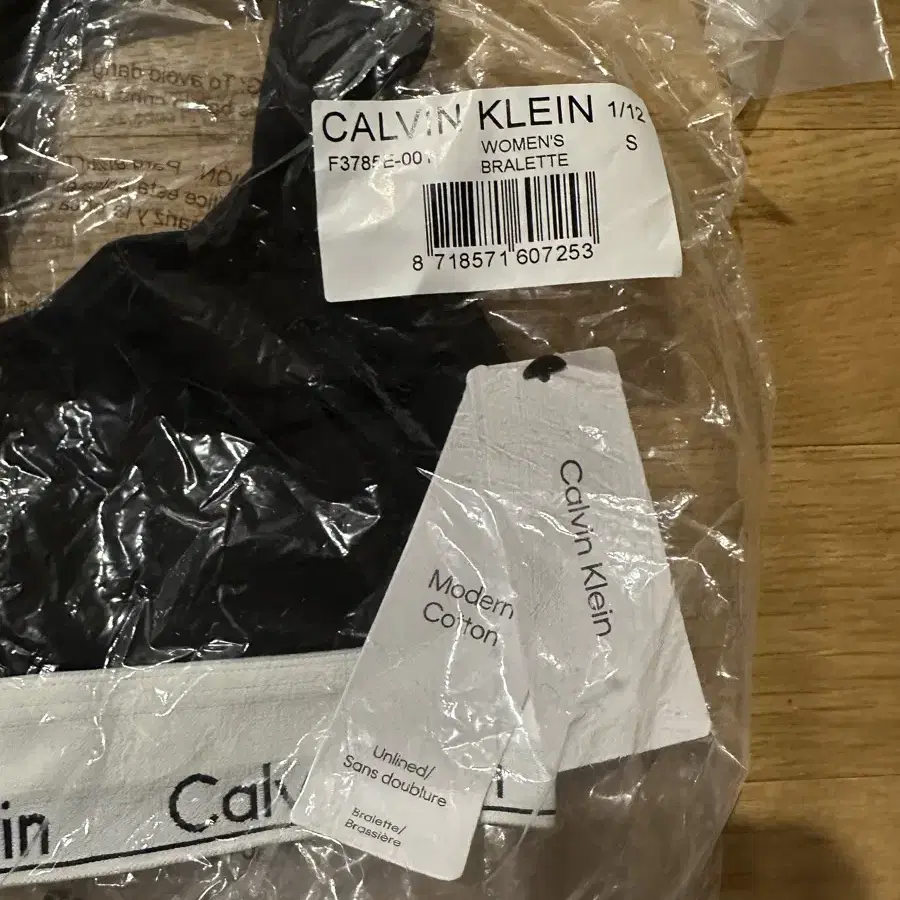 CALVIN KLEIN 1/12
F3785E-001 WOMEN'S S
BRALETTE
8 718571 607253
Calvin Klein
Modern
Cotton
Unlined/
Sans doublure
Bralette/
Brassière
in Calv